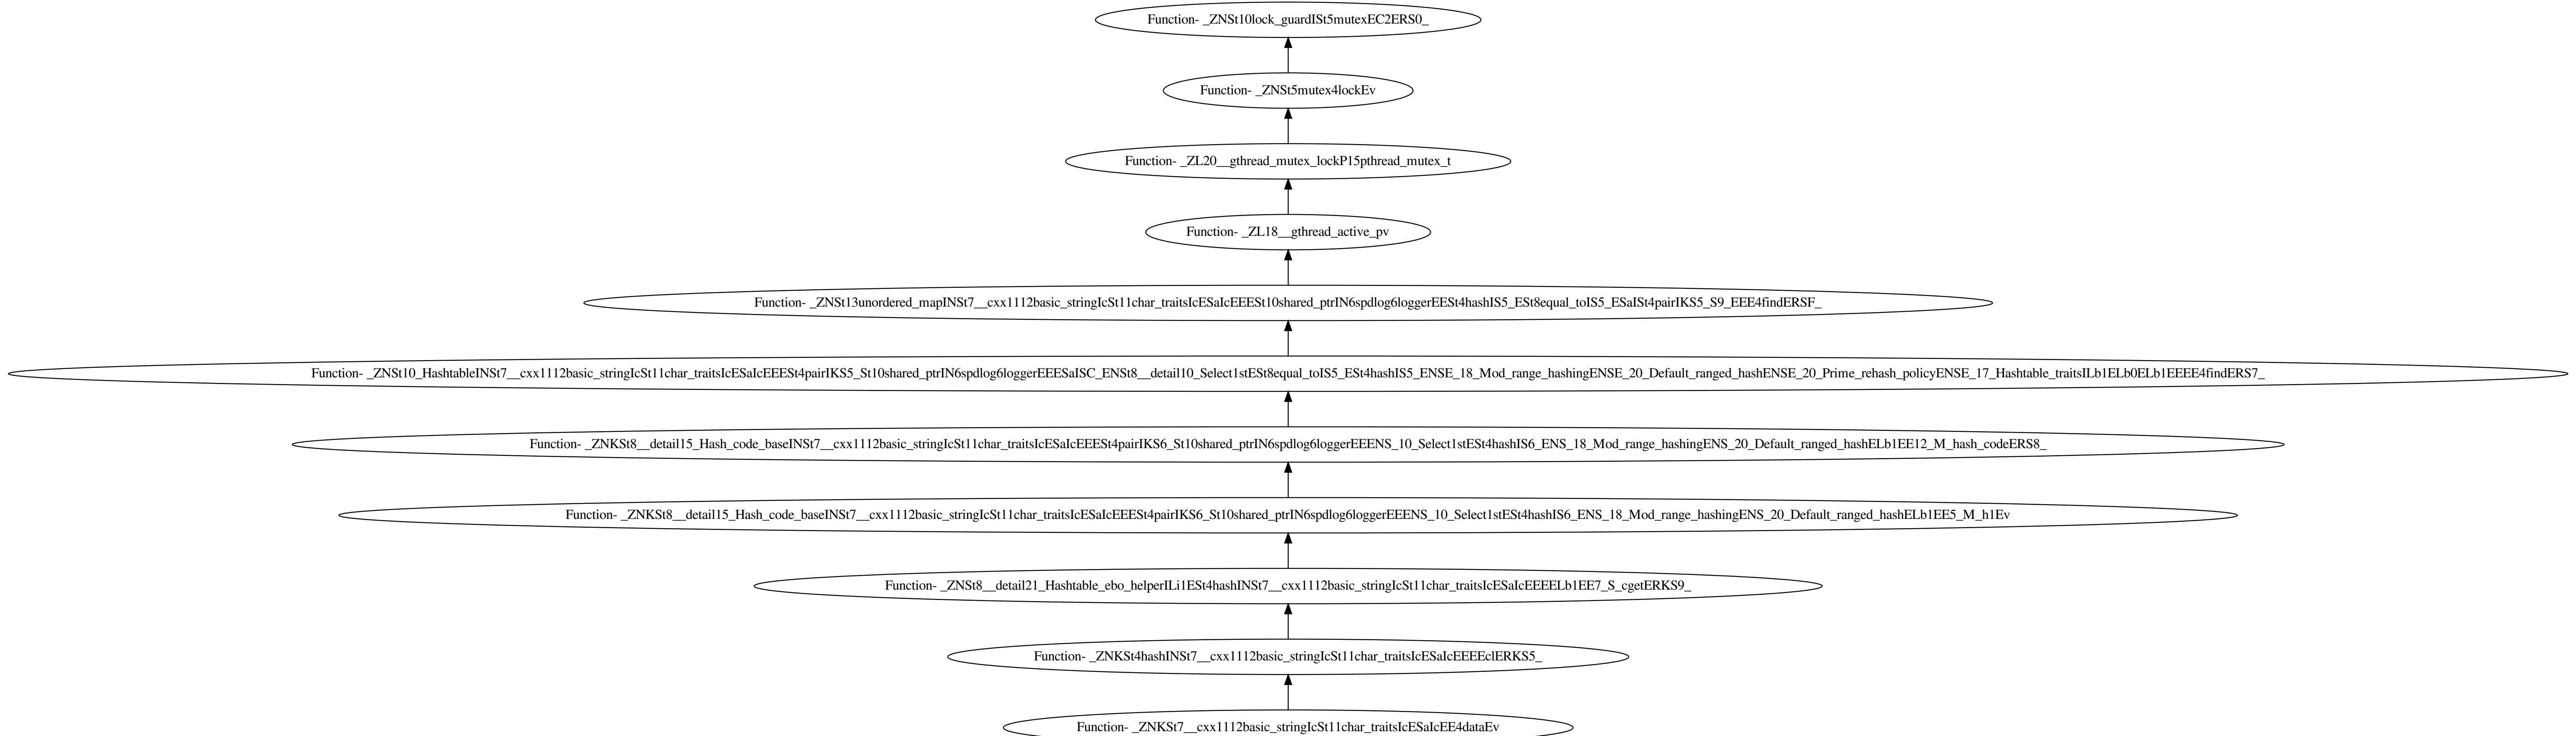 Function- _ZNSt10lock_guardISt5mutexEC2ERS0_
Function- _ZNSt5mutex4lockEv
Function- _ZL20__gthread_mutex_lockP15pthread_mutex_t
Function- _ZL18__gthread_active_pv
Function- _ZNSt13unordered_mapINSt7__cxx1112basic_stringIcSt11char_traitsIcESaIcEEESt10shared_ptrIN6spdlog6loggerEESt4hashIS5_ESt8equal_toIS5_ESaISt4pairIKS5_S9_EEE4findERSF_
Function- _ZNSt10_HashtableINSt7__cxx1112basic_stringIcSt11char_traitsIcESaIcEEESt4pairIKS5_St10shared_ptrIN6spdlog6loggerEEESaISC_ENSt8__detail10_Select1stESt8equal_toIS5_ESt4hashIS5_ENSE_18_Mod_range_hashingENSE_20_Default_ranged_hashENSE_20_Prime_rehash_policyENSE_17_Hashtable_traitsILb1ELb0ELb1EEEE4findERS7_
Function- _ZNKSt8__detail15_Hash_code_baseINSt7__cxx1112basic_stringIcSt11char_traitsIcESaIcEEESt4pairIKS6_St10shared_ptrIN6spdlog6loggerEEENS_10_Select1stESt4hashIS6_ENS_18_Mod_range_hashingENS_20_Default_ranged_hashELb1EE12_M_hash_codeERS8_
Function- _ZNKSt8__detail15_Hash_code_baseINSt7__cxx1112basic_stringIcSt11char_traitsIcESaIcEEESt4pairIKS6_St10shared_ptrIN6spdlog6loggerEEENS_10_Select1stESt4hashIS6_ENS_18_Mod_range_hashingENS_20_Default_ranged_hashELb1EE5_M_h1Ev
Function- _ZNSt8__detail21_Hashtable_ebo_helperILi1ESt4hashINSt7__cxx1112basic_stringIcSt11char_traitsIcESaIcEEEELb1EE7_S_cgetERKS9_
Function- _ZNKSt4hashINSt7__cxx1112basic_stringIcSt11char_traitsIcESaIcEEEEclERKS5_
Function- _ZNKSt7__cxx1112basic_stringIcSt11char_traitsIcESaIcEE4dataEv